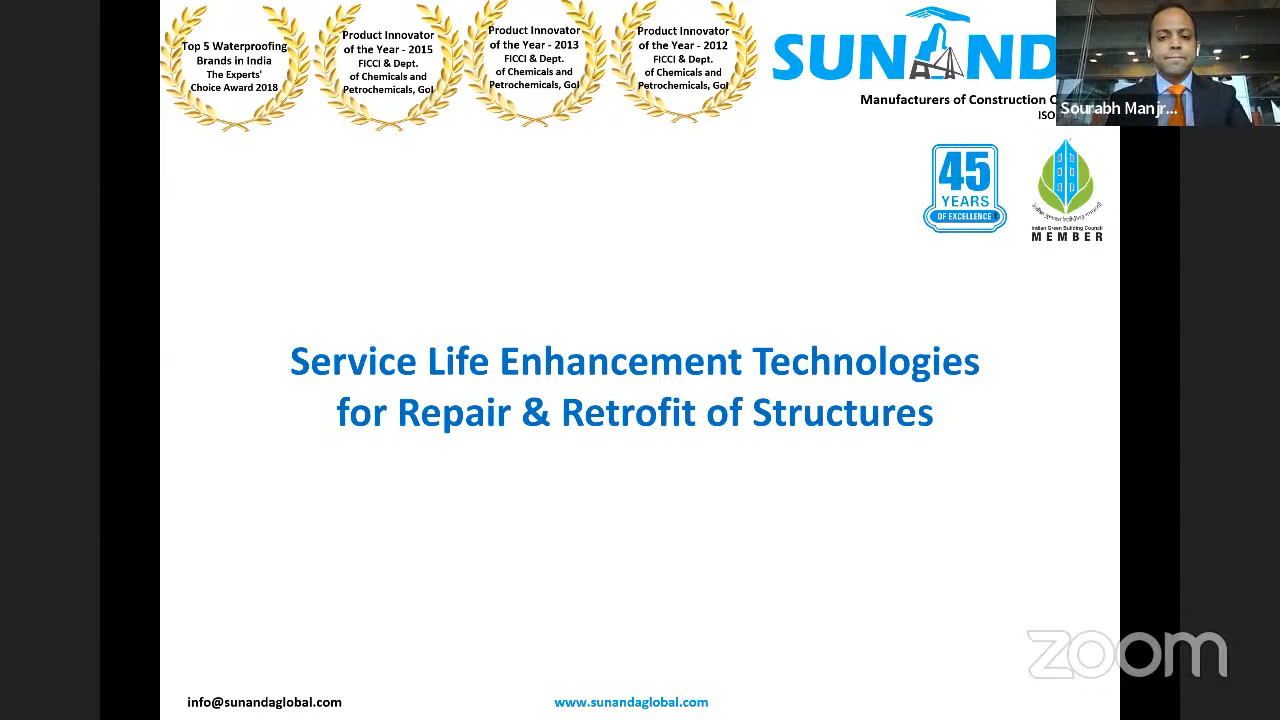 Top 5 Waterproofing
Brands in India
The Experts'
Choice Award 2018
Product Innovator
of the Year - 2015
FICCI & Dept.
of Chemicals and
Petrochemicals, GoI
Product Innovator
of the Year - 2013
FICCI & Dept.
of Chemicals and
Petrochemicals, GoI
Product Innovator
of the Year - 2012
FICCI & Dept.
of Chemicals and
Petrochemicals, GoI
SUNAND
Manufacturers of Construction
ISO
Sourabh Manjr...
45
YEARS
OF EXCELLENCE !
indian green building council
Indian Green Building Council
MEMBER
Service Life Enhancement Technologies
for Repair & Retrofit of Structures
zoom
info@sunandaglobal.com
www.sunandaglobal.com